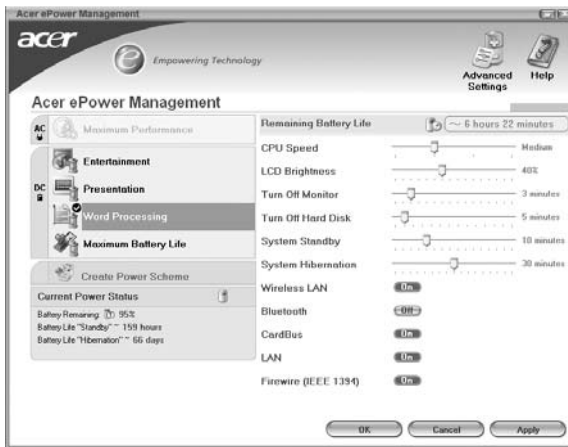 Acer ePower Management
acer
e
Empowering Technology
Advanced Settings
Help
Acer ePower Management
AC
Maximum Performance
DC
Entertainment
Presentation
Word Processing
Maximum Battery Life
Create Power Scheme
Current Power Status
Battery Remaining: 95%
Battery Life "Standby" ~ 159 hours
Battery Life "Hibernation" ~ 66 days
Remaining Battery Life ~ 6 hours 22 minutes
CPU Speed Medium
LCD Brightness 40%
Turn Off Monitor 3 minutes
Turn Off Hard Disk 5 minutes
System Standby 10 minutes
System Hibernation 30 minutes
Wireless LAN On
Bluetooth Off
CardBus On
LAN On
Firewire (IEEE 1394) On
OK Cancel Apply